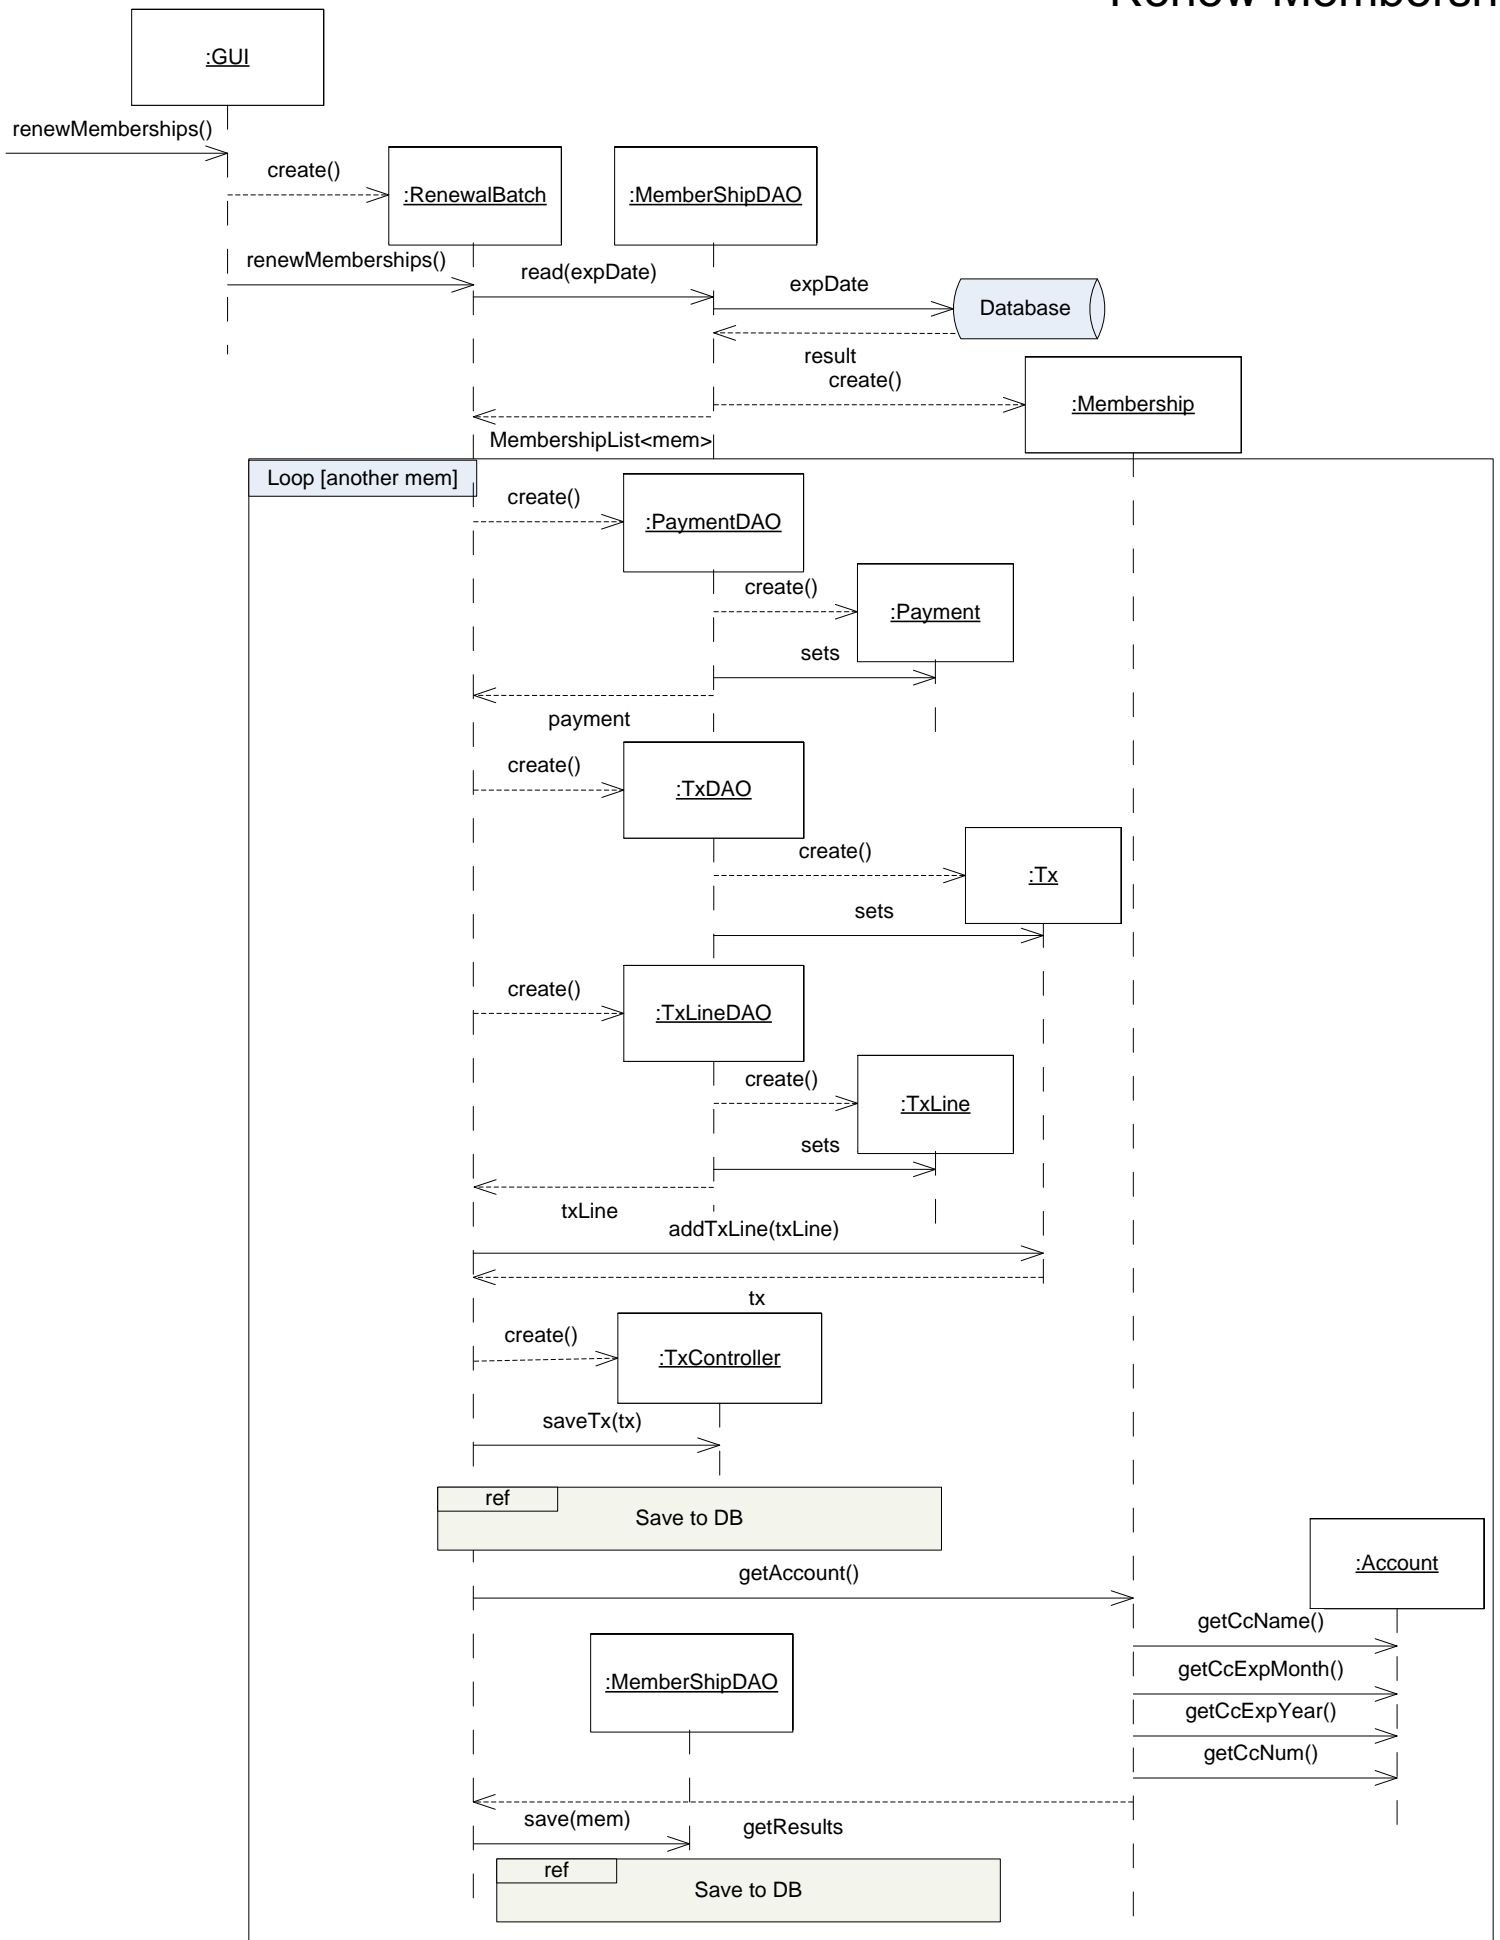 Renew Membersh
:GUI
renewMemberships()
create()
:RenewalBatch
:MemberShipDAO
renewMemberships()
read(expDate)
expDate
Database
result
create()
:Membership
MembershipList<mem>
Loop [another mem]
create()
:PaymentDAO
create()
:Payment
sets
payment
create()
:TxDAO
create()
:Tx
sets
create()
:TxLineDAO
create()
:TxLine
sets
txLine
addTxLine(txLine)
tx
create()
:TxController
saveTx(tx)
ref
Save to DB
getAccount()
:Account
getCcName()
:MemberShipDAO
getCcExpMonth()
getCcExpYear()
getCcNum()
save(mem)
getResults
ref
Save to DB